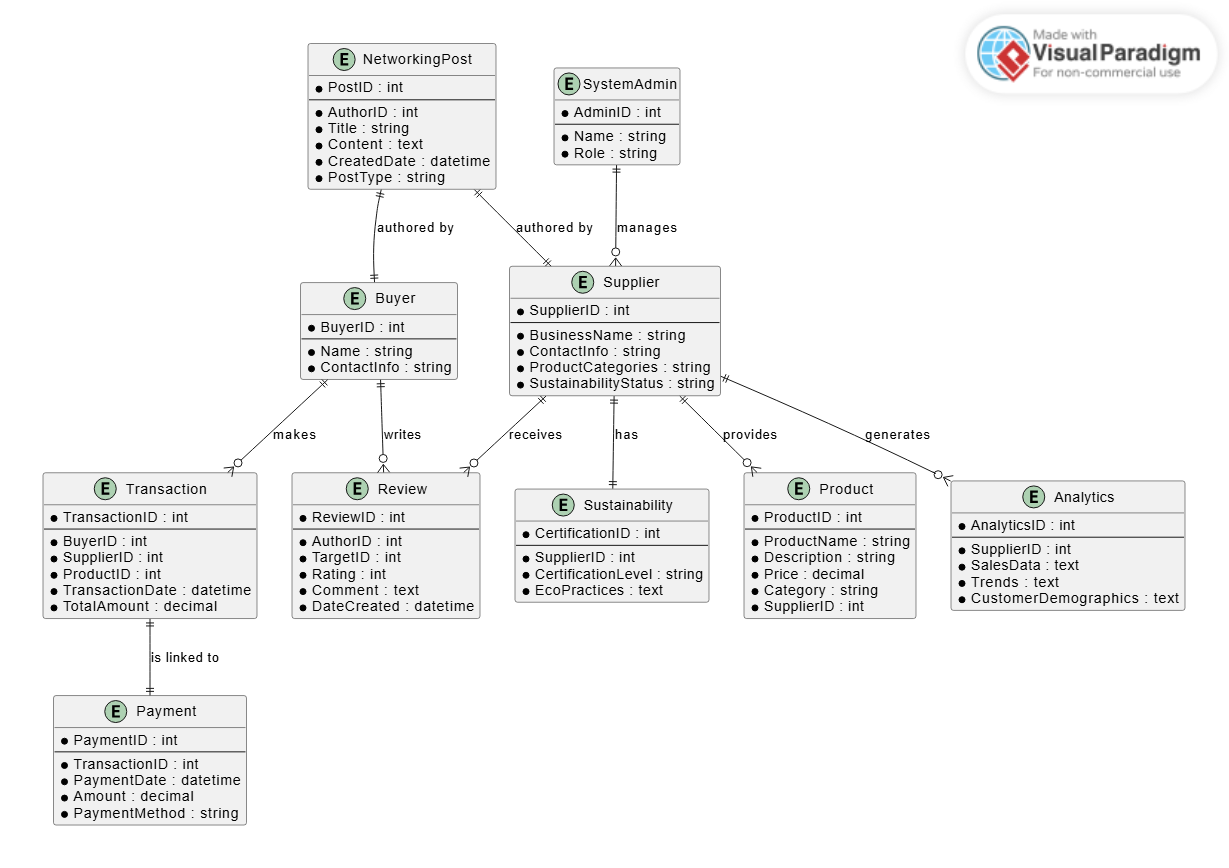 Made with
Visual Paradigm
For non-commercial use
E NetworkingPost
PostID : int
AuthorID : int
Title : string
Content : text
CreatedDate : datetime
PostType : string
E SystemAdmin
AdminID : int
Name : string
Role : string
authored by
authored by
manages
E Buyer
BuyerID : int
Name : string
ContactInfo : string
E Supplier
SupplierID : int
BusinessName : string
ContactInfo : string
ProductCategories : string
SustainabilityStatus : string
makes
writes
receives
has
provides
generates
E Transaction
TransactionID : int
BuyerID : int
SupplierID : int
ProductID : int
TransactionDate : datetime
TotalAmount : decimal
E Review
ReviewID : int
AuthorID : int
TargetID : int
Rating : int
Comment : text
DateCreated : datetime
E Sustainability
CertificationID : int
SupplierID : int
CertificationLevel : string
EcoPractices : text
E Product
ProductID : int
ProductName : string
Description : string
Price : decimal
Category : string
SupplierID : int
E Analytics
AnalyticsID : int
SupplierID : int
SalesData : text
Trends : text
CustomerDemographics : text
is linked to
E Payment
PaymentID : int
TransactionID : int
PaymentDate : datetime
Amount : decimal
PaymentMethod : string